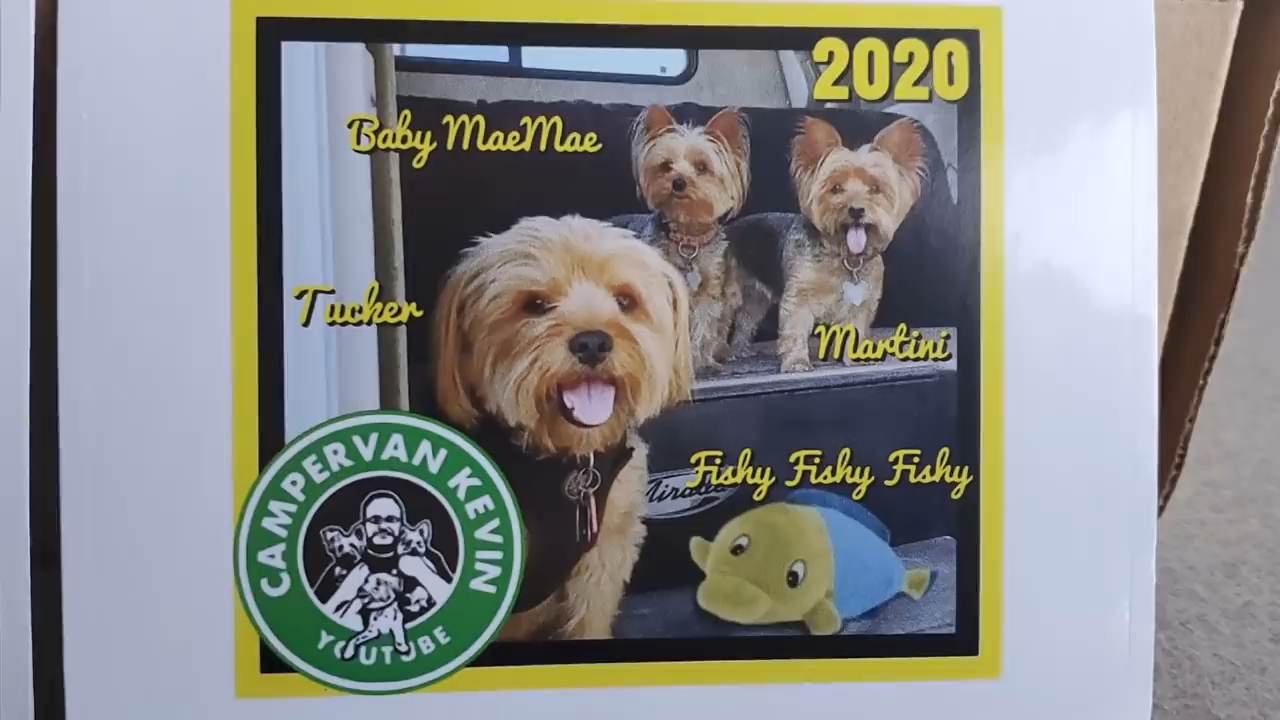 2020
Baby MaeMae
Tucker
Martini
Fishy Fishy Fishy
CAMPERVAN KEVIN
YOUTUBE